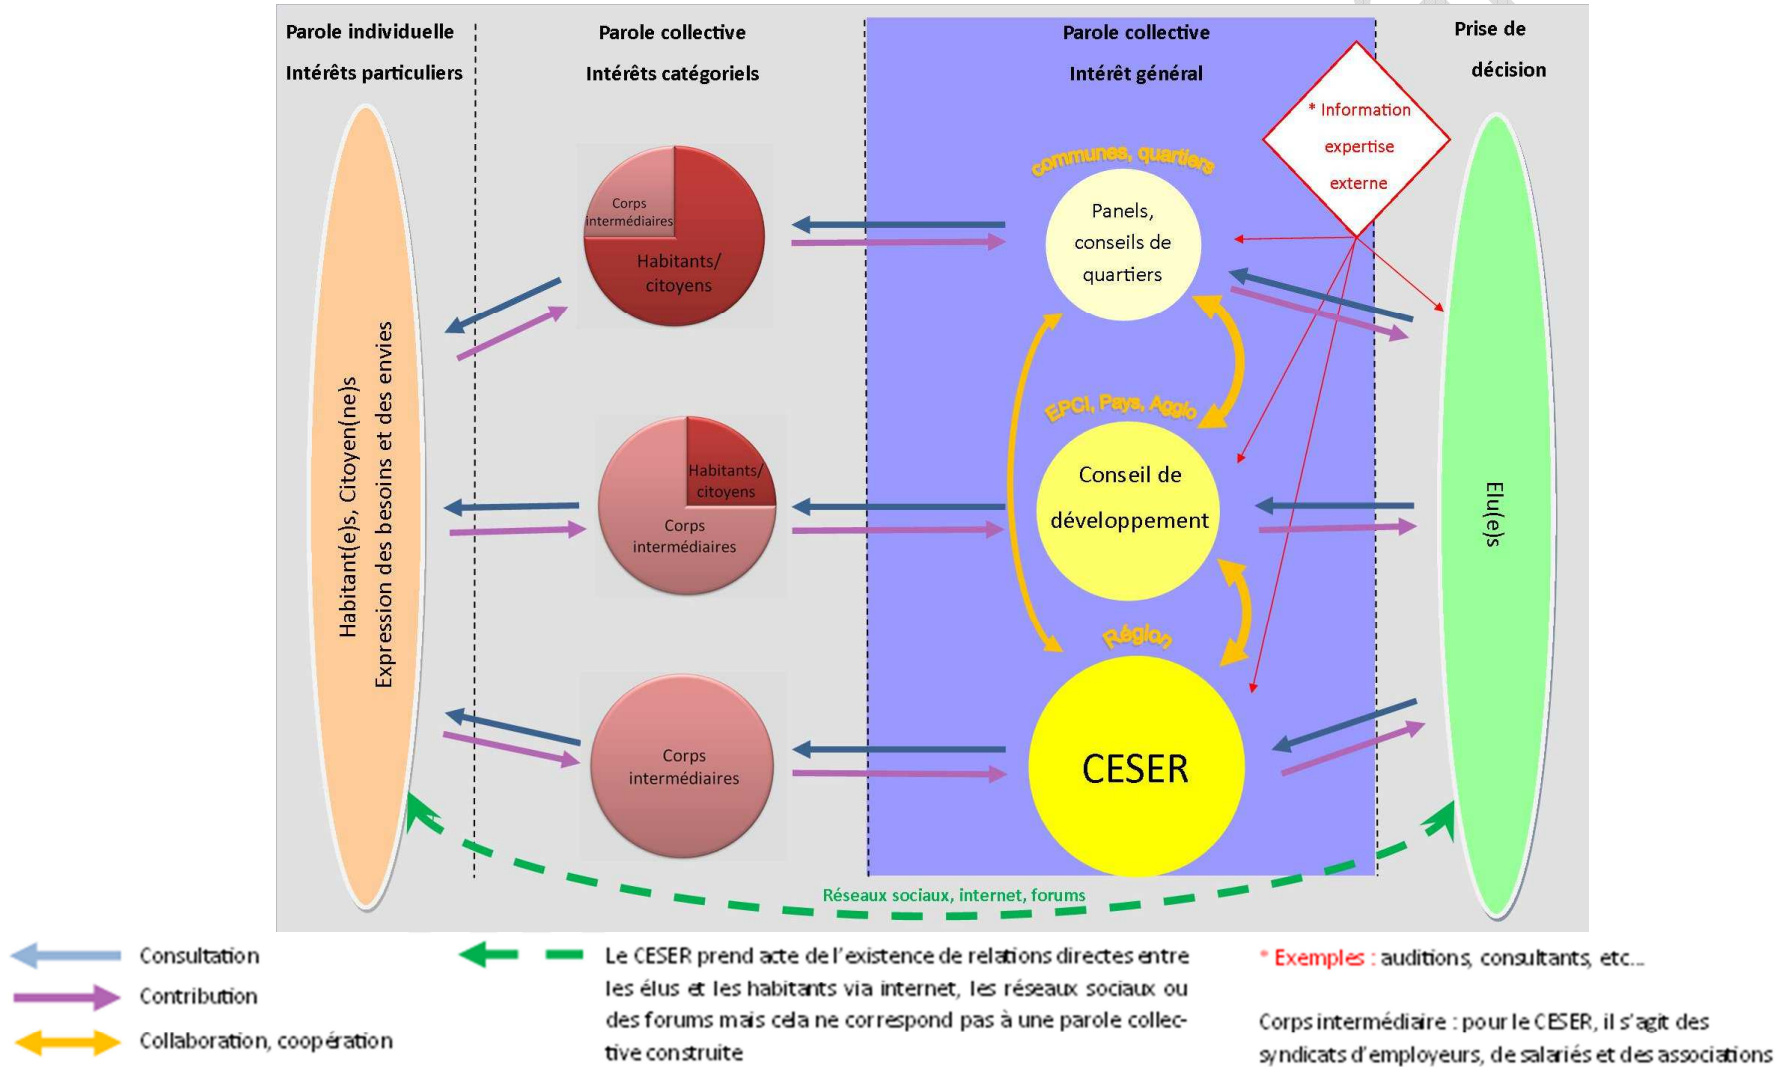 Parole individuelle
Intérêts particuliers
Parole collective
Intérêts catégoriels
Parole collective
Intérêt général
Prise de
décision
* Information
expertise
externe
communes, quartiers
Panels,
conseils de
quartiers
Corps
intermédiaires
Habitants/
citoyens
Habitant(e)s, Citoyen(ne)s
Expression des besoins et des envies
EPCI, Pays, Agglo
Conseil de
développement
Habitants/
citoyens
Corps
intermédiaires
Elu(e)s
Région
CESER
Corps
intermédiaires
Réseaux sociaux, internet, forums
Consultation
Contribution
Collaboration, coopération
Le CESER prend acte de l'existence de relations directes entre
les élus et les habitants via internet, les réseaux sociaux ou
des forums mais cela ne correspond pas à une parole collec-
tive construite
* Exemples : auditions, consultants, etc...
Corps intermédiaire : pour le CESER, il s'agit des
syndicats d'employeurs, de salariés et des associations